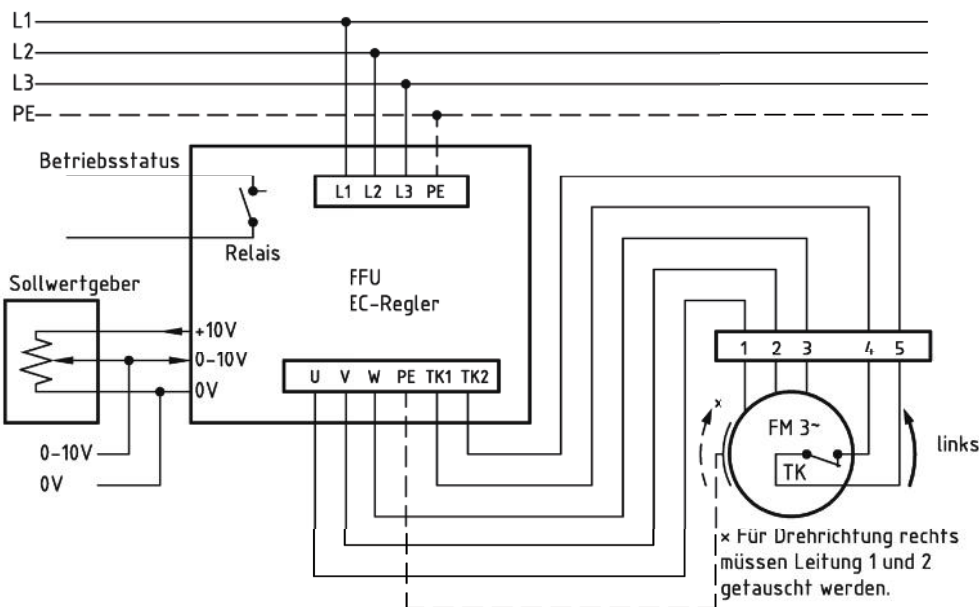 L1
L2
L3
PE
Betriebsstatus
L1 L2 L3 PE
Relais
Sollwertgeber
FFU
EC-Regler
+10V
0-10V
0V
U V W PE TK1 TK2
1 2 3 4 5
×
FM 3~
TK
links
0-10V
0V
× Für Drehrichtung rechts
müssen Leitung 1 und 2
getauscht werden.